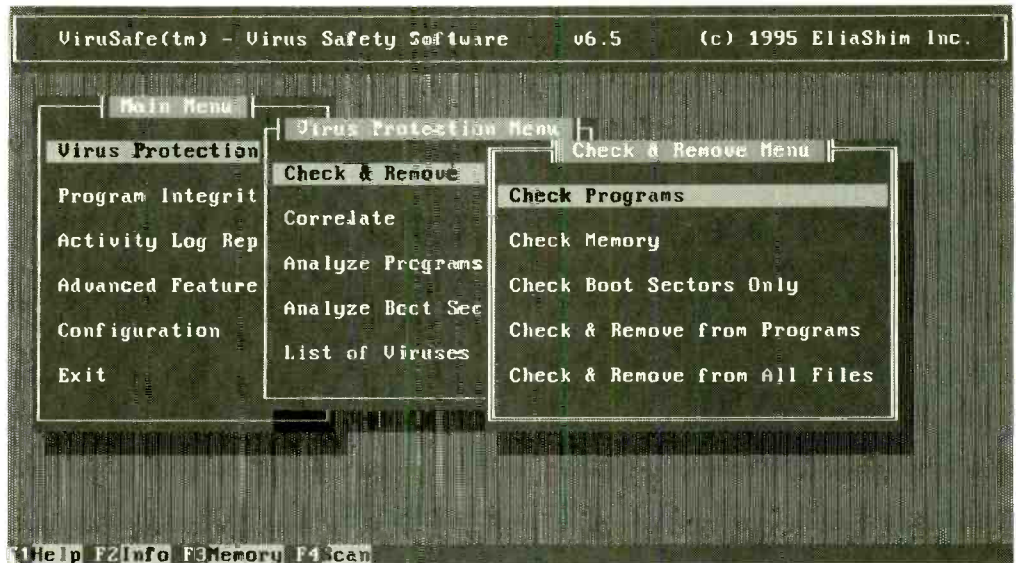 ViruSafe(tm) - Virus Safety Software v6.5 (c) 1995 EliaShim Inc.
Main Menu
Virus Protection
Program Integrit
Activity Log Rep
Advanced Feature
Configuration
Exit
Virus Protection Menu
Check & Remove
Correlate
Analyze Programs
Analyze Boot Sec
List of Viruses
Check & Remove Menu
Check Programs
Check Memory
Check Boot Sectors Only
Check & Remove from Programs
Check & Remove from All Files
F1Help F2Info F3Memory F4Scan